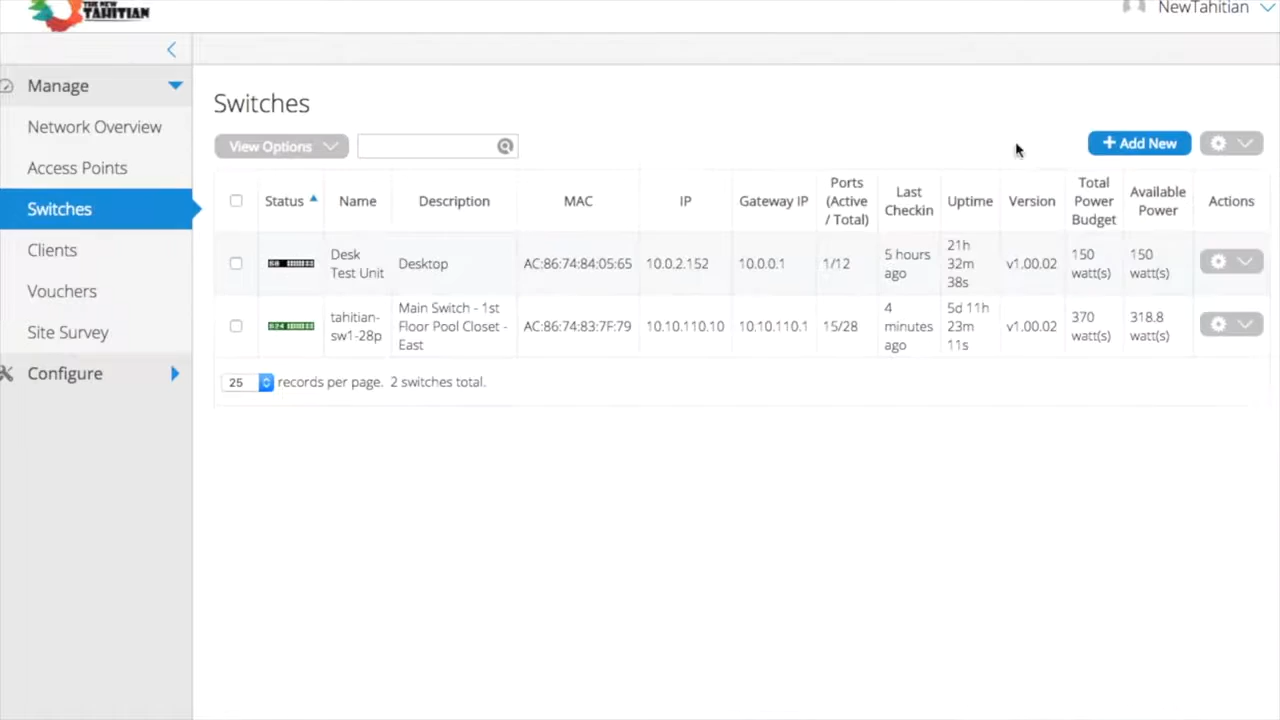 THE NEW
TAHITIAN
NewTahitian
Manage
Network Overview
Access Points
Switches
Clients
Vouchers
Site Survey
Configure
Switches
View Options
+ Add New
Status Name Description MAC IP Gateway IP Ports (Active / Total) Last Checkin Uptime Version Total Power Budget Available Power Actions
Desk Test Unit Desktop AC:86:74:84:05:65 10.0.2.152 10.0.0.1 1/12 5 hours ago 21h 32m 38s v1.00.02 150 watt(s) 150 watt(s)
tahitian-sw1-28p Main Switch - 1st Floor Pool Closet - East AC:86:74:83:7F:79 10.10.110.10 10.10.110.1 15/28 4 minutes ago 5d 11h 23m 11s v1.00.02 370 watt(s) 318.8 watt(s)
25 records per page. 2 switches total.